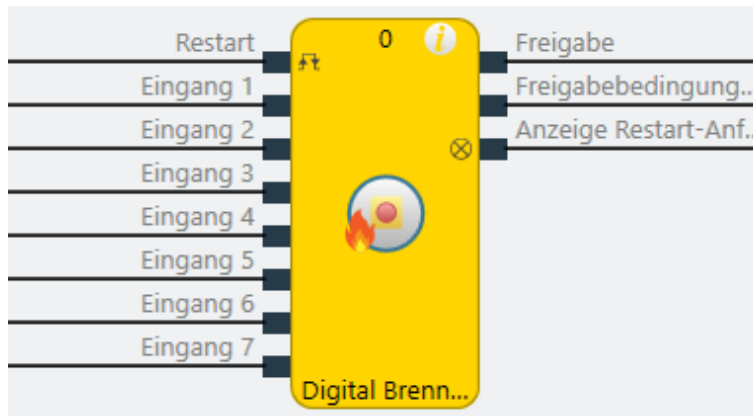 Restart
Eingang 1
Eingang 2
Eingang 3
Eingang 4
Eingang 5
Eingang 6
Eingang 7
0
i
Digital Brenn...
Freigabe
Freigabebedingung...
Anzeige Restart-Anf...